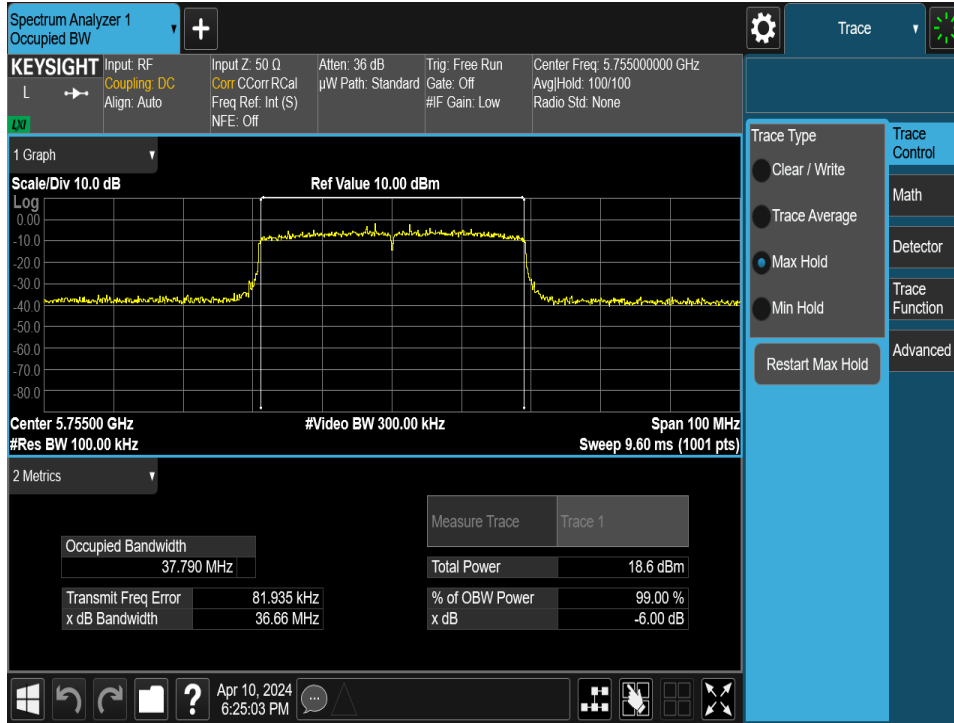 Spectrum Analyzer 1
Occupied BW
+
Trace
KEYSIGHT
L
LXI
Input: RF
Coupling: DC
Align: Auto
Input Z: 50 Ω
Corr CCorr RCal
Freq Ref: Int (S)
NFE: Off
Atten: 36 dB
µW Path: Standard
Trig: Free Run
Gate: Off
#IF Gain: Low
Center Freq: 5.755000000 GHz
Avg|Hold: 100/100
Radio Std: None
1 Graph
Scale/Div 10.0 dB
Ref Value 10.00 dBm
Log
0.00
-10.0
-20.0
-30.0
-40.0
-50.0
-60.0
-70.0
-80.0
Center 5.75500 GHz
#Video BW 300.00 kHz
Span 100 MHz
#Res BW 100.00 kHz
Sweep 9.60 ms (1001 pts)
2 Metrics
Measure Trace
Trace 1
Occupied Bandwidth
37.790 MHz
Total Power
18.6 dBm
Transmit Freq Error
81.935 kHz
% of OBW Power
99.00 %
x dB Bandwidth
36.66 MHz
x dB
-6.00 dB
Trace Type
Clear / Write
Trace Average
Max Hold
Min Hold
Restart Max Hold
Trace
Control
Math
Detector
Trace
Function
Advanced
?
Apr 10, 2024
6:25:03 PM